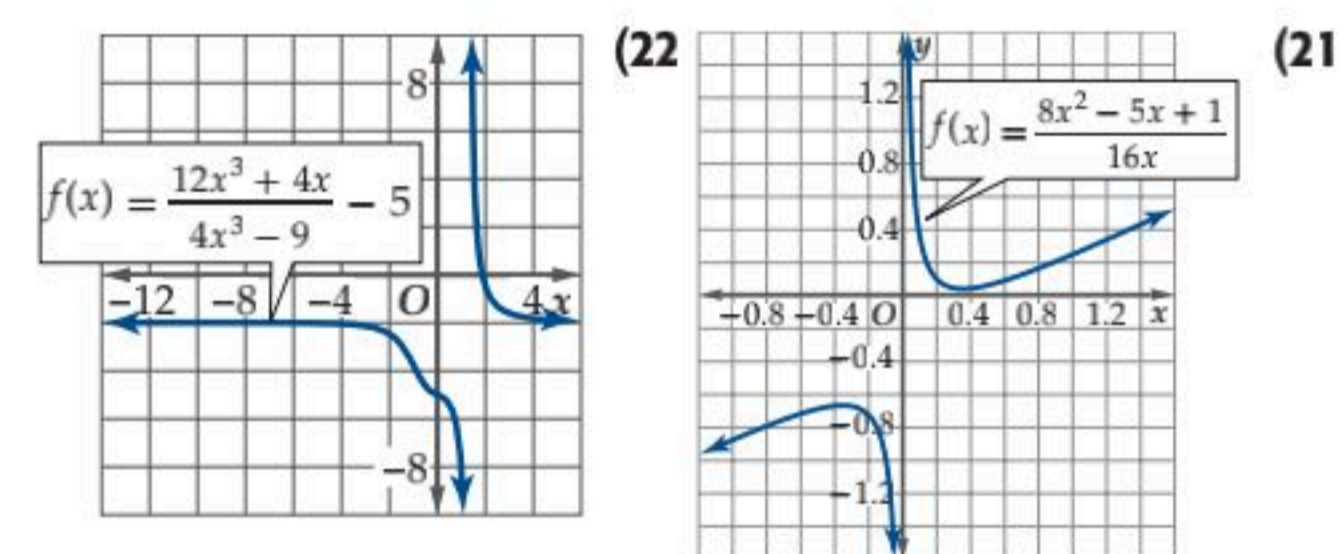 (22
(21
f(x) = \frac{12x^3 + 4x}{4x^3 - 9} - 5
8
-12 -8 -4 O 4 x
-8
y
f(x) = \frac{8x^2 - 5x + 1}{16x}
1.2
0.8
0.4
-0.8 -0.4 O 0.4 0.8 1.2 x
-0.4
-0.8
-1.2